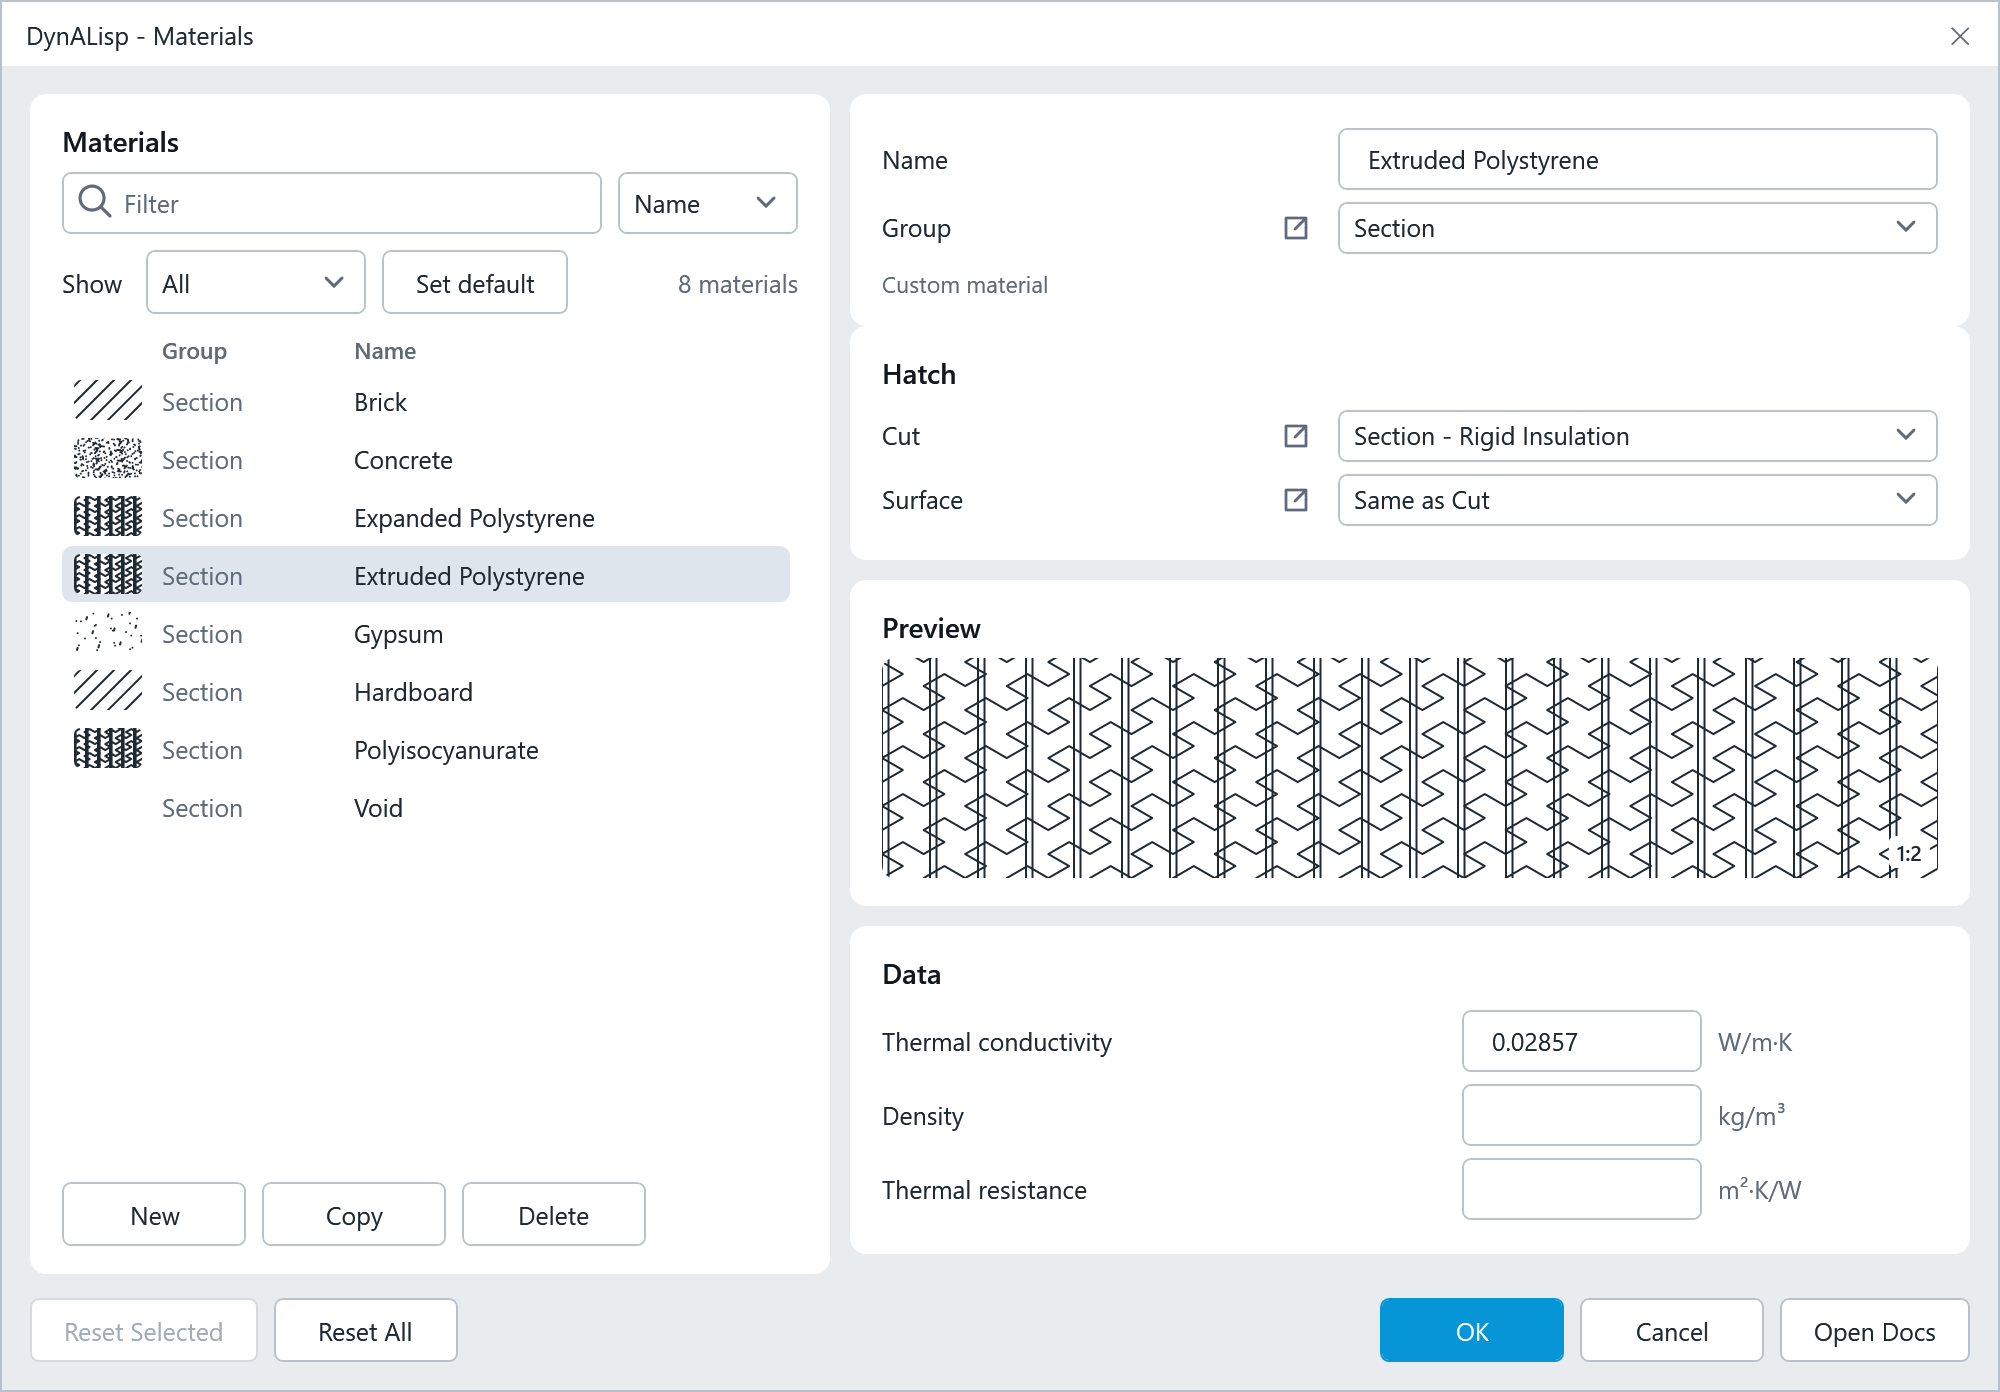 DynALisp - Materials
Materials
Filter
Name
Show
All
Set default
8 materials
Group Name
Section Brick
Section Concrete
Section Expanded Polystyrene
Section Extruded Polystyrene
Section Gypsum
Section Hardboard
Section Polyisocyanurate
Section Void
New
Copy
Delete
Name
Extruded Polystyrene
Group
Section
Custom material
Hatch
Cut
Section - Rigid Insulation
Surface
Same as Cut
Preview
1:2
Data
Thermal conductivity 0.02857 W/m·K
Density kg/m³
Thermal resistance m²·K/W
Reset Selected
Reset All
OK
Cancel
Open Docs